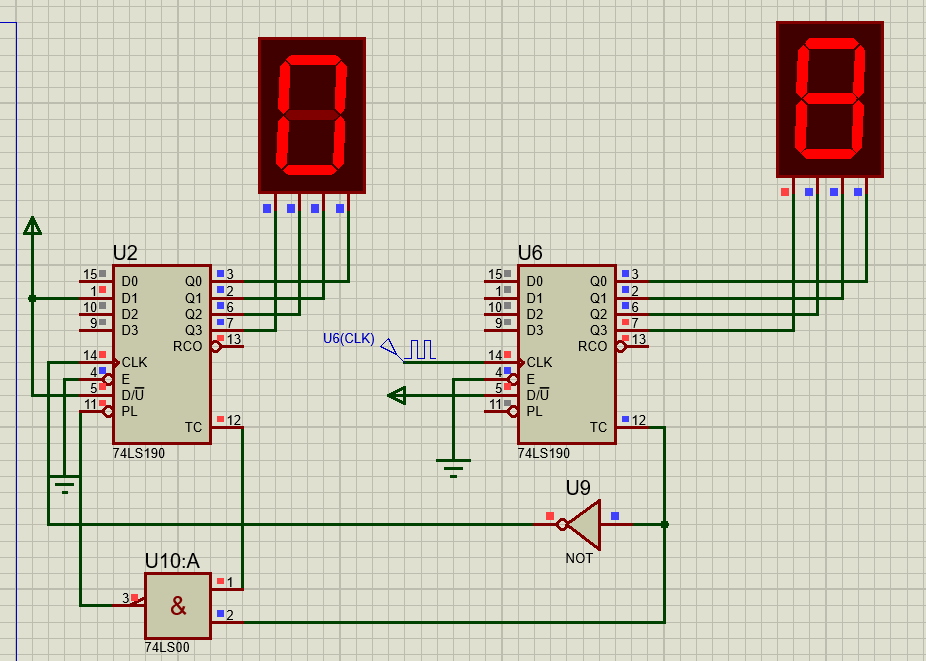 U2
15 D0 Q0 3
1 D1 Q1 2
10 D2 Q2 6
9 D3 Q3 7
RCO 13
14 CLK
4 E
5 D/U
11 PL
TC 12
74LS190
U6(CLK)
U6
15 D0 Q0 3
1 D1 Q1 2
10 D2 Q2 6
9 D3 Q3 7
RCO 13
14 CLK
4 E
5 D/U
11 PL
TC 12
74LS190
U9
NOT
U10:A
1
3 &
2
74LS00
0
8